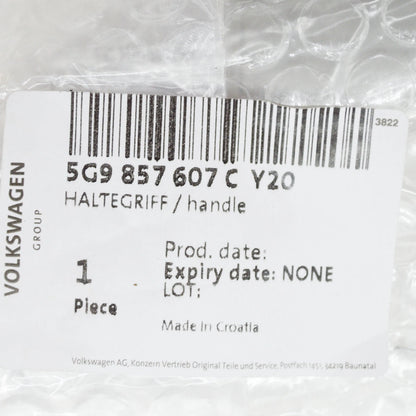 3822
5G9 857 607 C Y20
HALTEGRIFF / handle
VOLKSWAGEN
GROUP
Prod. date:
1
Expiry date: NONE
Piece
LOT:
Made in Croatia
Volkswagen AG, Konzern Vertrieb Original Teile und Service, Postfach 1451, 34219 Baunatal